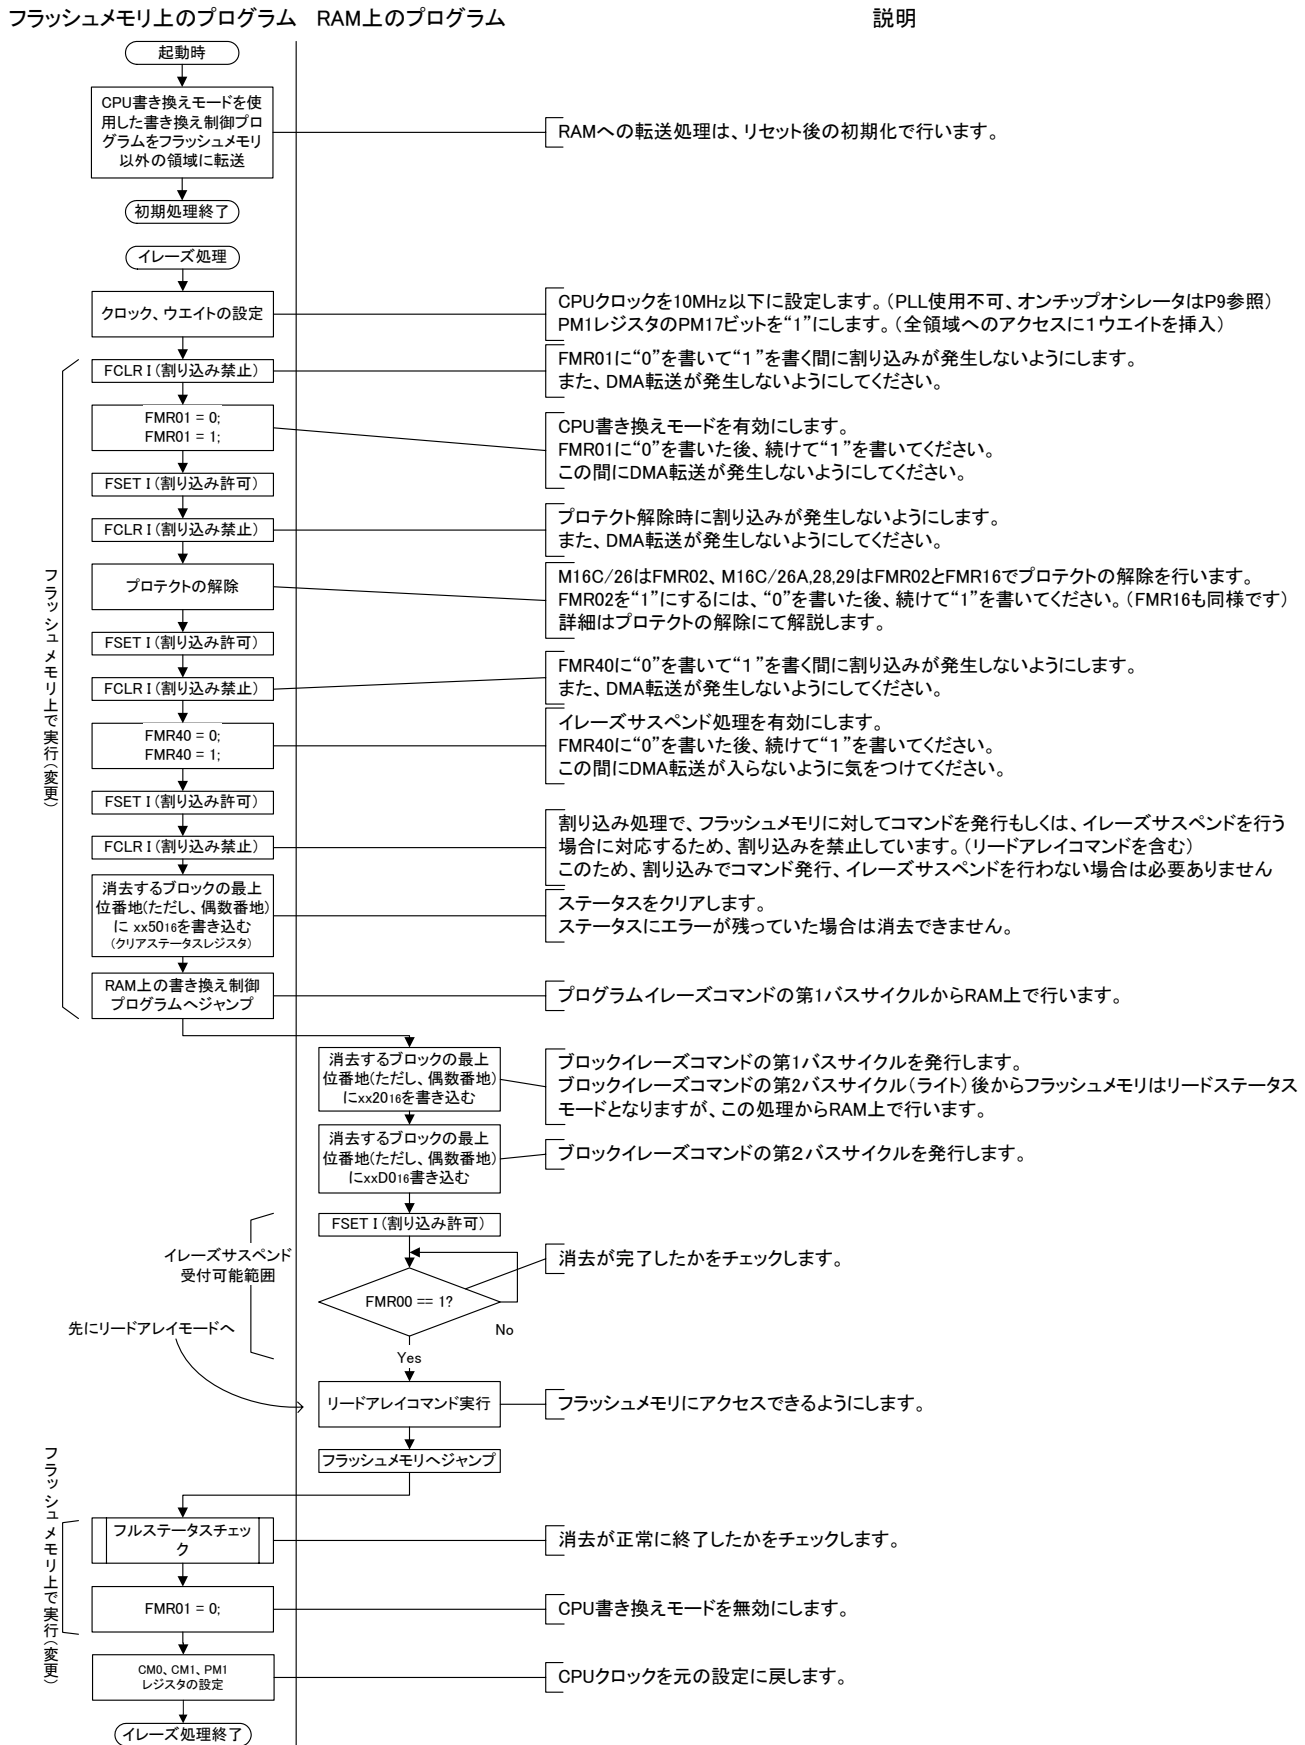 フラッシュメモリ上のプログラム RAM上のプログラム 説明
起動時
CPU書き換えモードを使
用した書き換え制御プロ
グラムをフラッシュメモリ
以外の領域に転送
RAMへの転送処理は、リセット後の初期化で行います。
初期処理終了
イレーズ処理
クロック、ウエイトの設定
CPUクロックを10MHz以下に設定します。（PLL使用不可、オンチップオシレータはP9参照）
PM1レジスタのPM17ビットを“1”にします。（全領域へのアクセスに１ウエイトを挿入）
フラッシュメモリ上で実行（変更）
FCLR I（割り込み禁止）
FMR01に“0”を書いて“1”を書く間に割り込みが発生しないようにします。
また、DMA転送が発生しないようにしてください。
FMR01 = 0;
FMR01 = 1;
CPU書き換えモードを有効にします。
FMR01に“0”を書いた後、続けて“1”を書いてください。
この間にDMA転送が発生しないようにしてください。
FSET I（割り込み許可）
FCLR I（割り込み禁止）
プロテクト解除時に割り込みが発生しないようにします。
また、DMA転送が発生しないようにしてください。
プロテクトの解除
M16C/26はFMR02、M16C/26A,28,29はFMR02とFMR16でプロテクトの解除を行います。
FMR02を“1”にするには、“0”を書いた後、続けて“1”を書いてください。（FMR16も同様です）
詳細はプロテクトの解除にて解説します。
FSET I（割り込み許可）
FCLR I（割り込み禁止）
FMR40に“0”を書いて“1”を書く間に割り込みが発生しないようにします。
また、DMA転送が発生しないようにしてください。
FMR40 = 0;
FMR40 = 1;
イレーズサスペンド処理を有効にします。
FMR40に“0”を書いた後、続けて“1”を書いてください。
この間にDMA転送が入らないように気をつけてください。
FSET I（割り込み許可）
FCLR I（割り込み禁止）
割り込み処理で、フラッシュメモリに対してコマンドを発行もしくは、イレーズサスペンドを行う
場合に対応するため、割り込みを禁止しています。（リードアレイコマンドを含む）
このため、割り込みでコマンド発行、イレーズサスペンドを行わない場合は必要ありません
消去するブロックの最上
位番地(ただし、偶数番地)
に xx5016を書き込む
（クリアステータスレジスタ）
ステータスをクリアします。
ステータスにエラーが残っていた場合は消去できません。
RAM上の書き換え制御
プログラムへジャンプ
プログラムイレーズコマンドの第1バスサイクルからRAM上で行います。
消去するブロックの最上
位番地(ただし、偶数番地)
にxx2016を書き込む
ブロックイレーズコマンドの第1バスサイクルを発行します。
ブロックイレーズコマンドの第2バスサイクル（ライト）後からフラッシュメモリはリードステータス
モードとなりますが、この処理からRAM上で行います。
消去するブロックの最上
位番地(ただし、偶数番地)
にxxD016書き込む
ブロックイレーズコマンドの第２バスサイクルを発行します。
FSET I（割り込み許可）
イレーズサスペンド
受付可能範囲
消去が完了したかをチェックします。
FMR00 == 1?
No
Yes
先にリードアレイモードへ
リードアレイコマンド実行
フラッシュメモリにアクセスできるようにします。
フラッシュメモリへジャンプ
フラッシュメモリ上で実行（変更）
フルステータスチェッ
ク
消去が正常に終了したかをチェックします。
FMR01 = 0;
CPU書き換えモードを無効にします。
CM0、CM1、PM1
レジスタの設定
CPUクロックを元の設定に戻します。
イレーズ処理終了